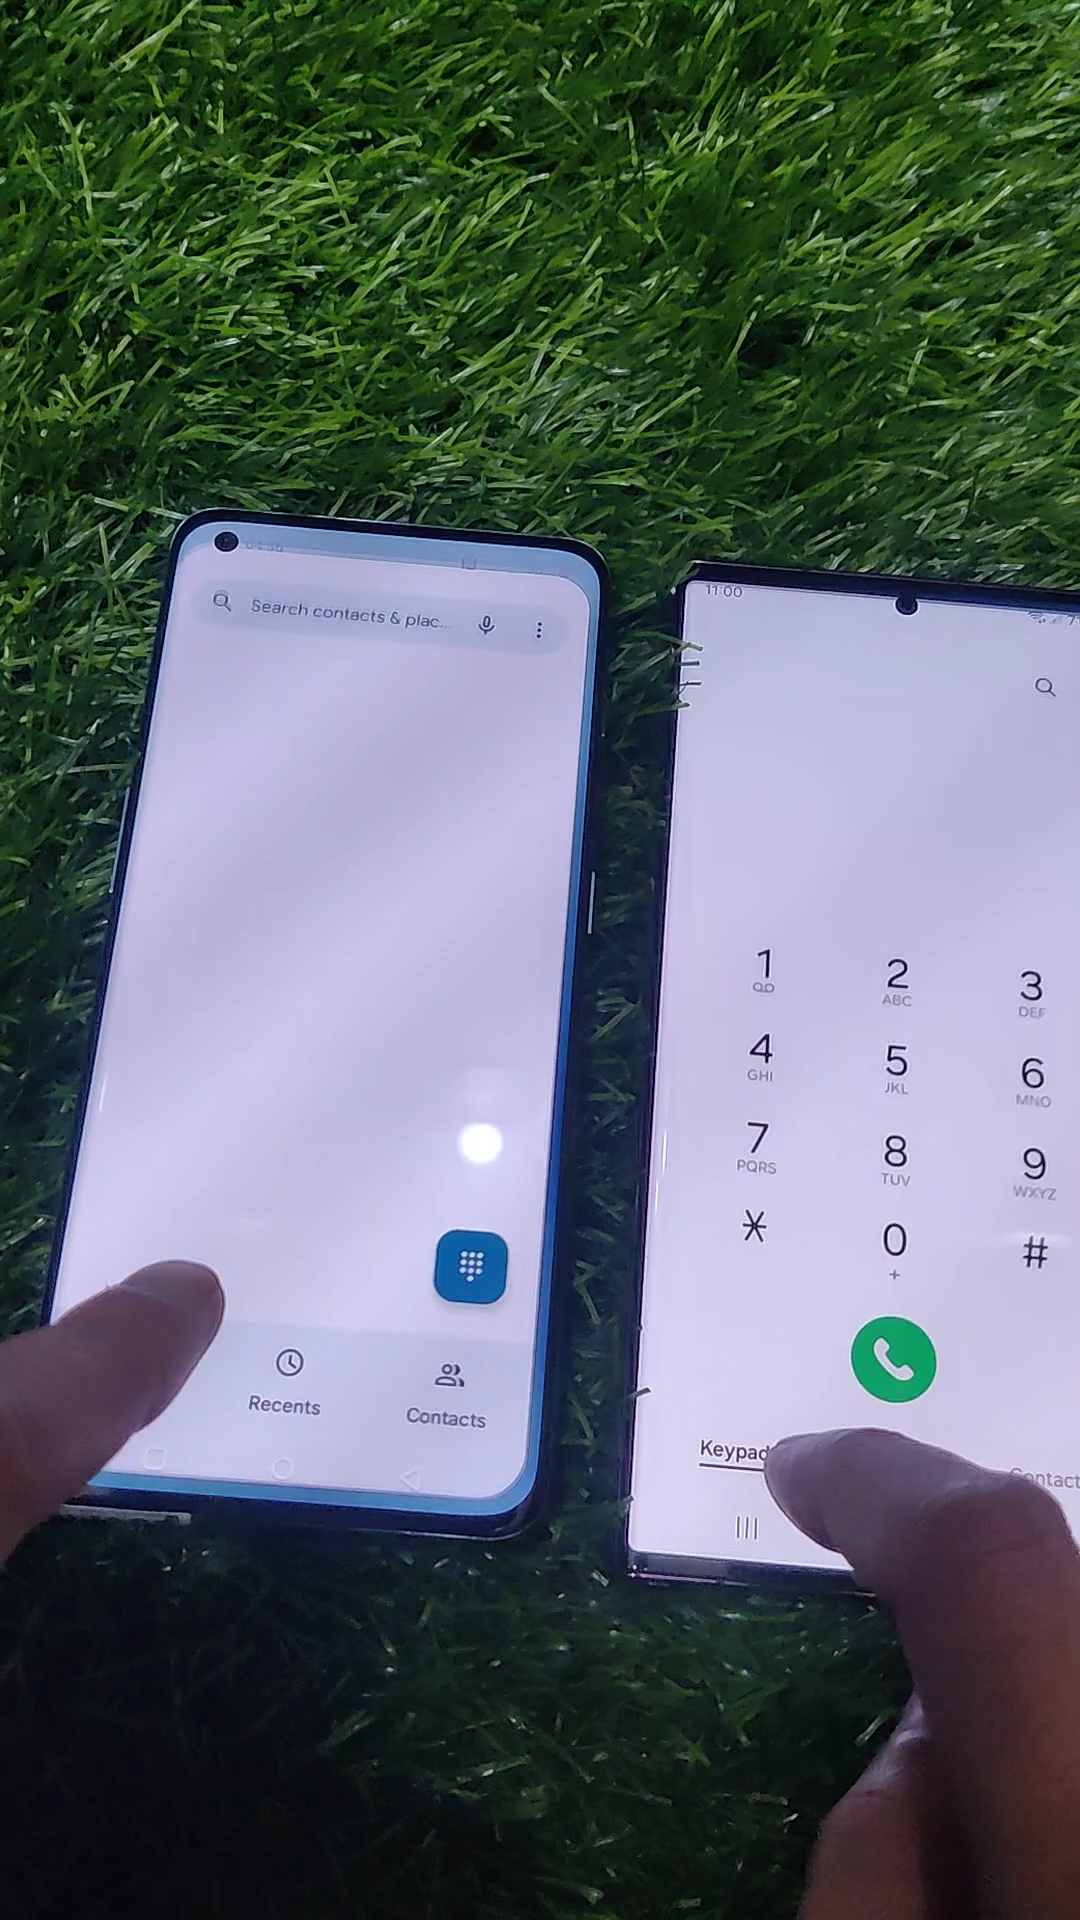 Search contacts & plac...
Recents
Contacts
11:00
1
2
ABC
3
DEF
4
GHI
5
JKL
6
MNO
7
PQRS
8
TUV
9
WXYZ
*
0
+
#
Keypad
Contact